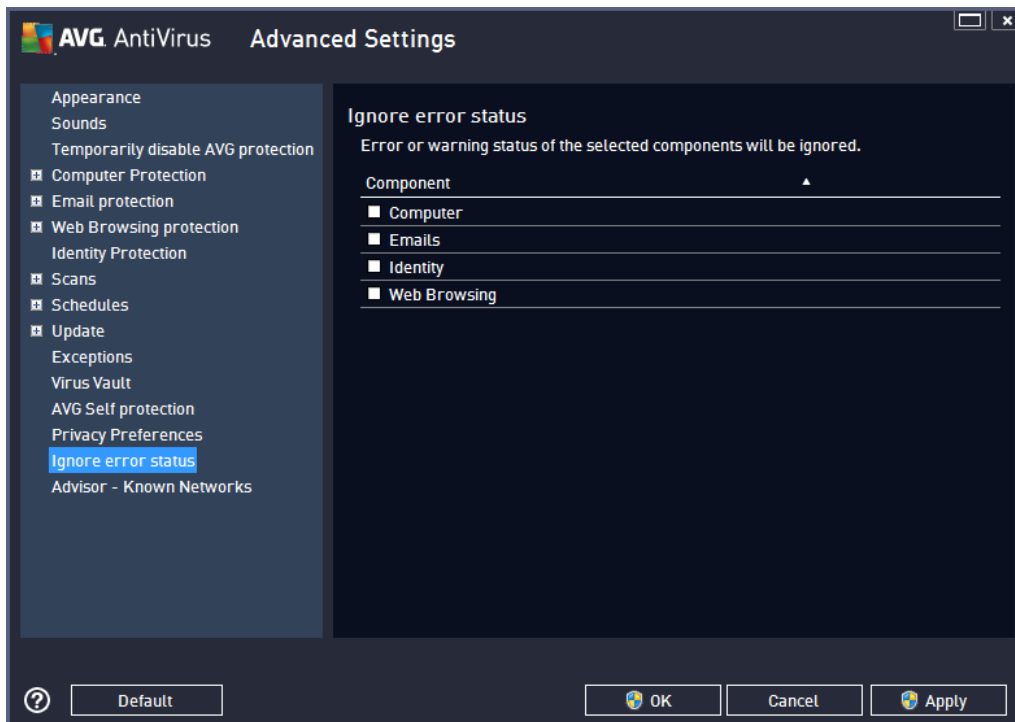 AVG. AntiVirus Advanced Settings
Appearance
Sounds
Temporarily disable AVG protection
Computer Protection
Email protection
Web Browsing protection
Identity Protection
Scans
Schedules
Update
Exceptions
Virus Vault
AVG Self protection
Privacy Preferences
Ignore error status
Advisor - Known Networks
Ignore error status
Error or warning status of the selected components will be ignored.
Component
Computer
Emails
Identity
Web Browsing
? Default OK Cancel Apply